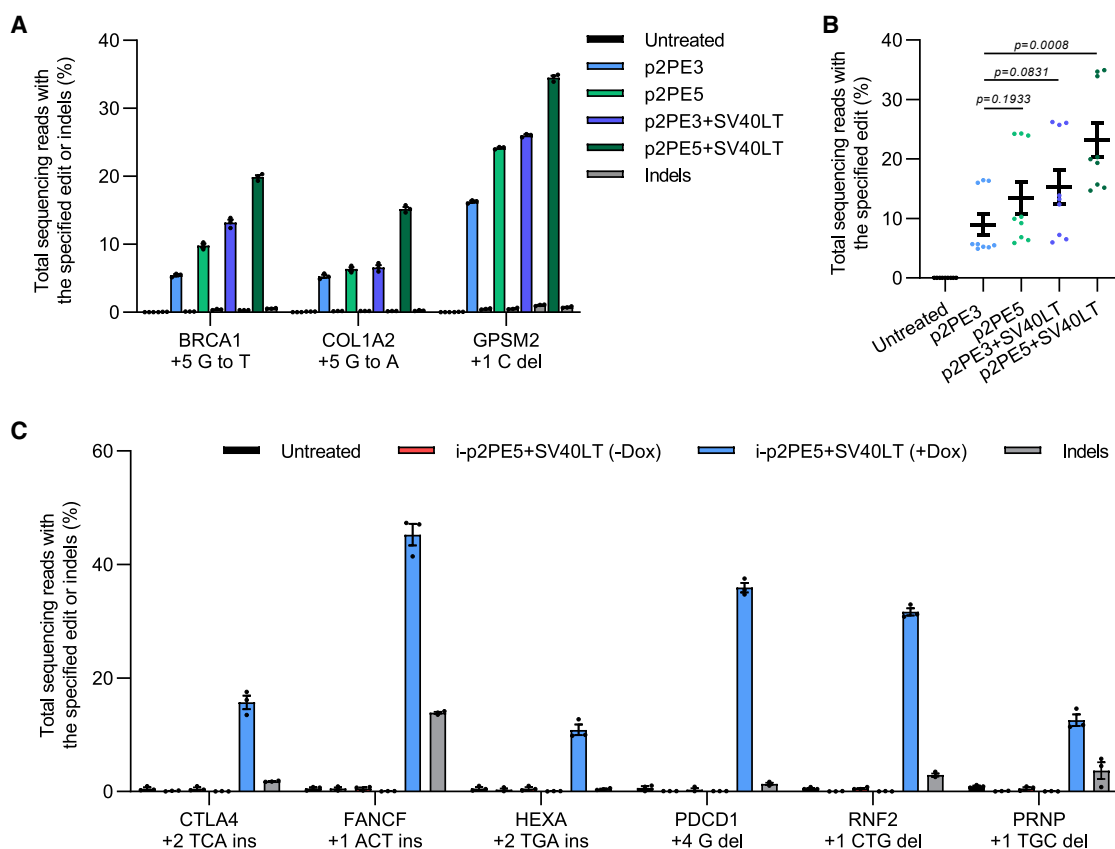 A
Total sequencing reads with
the specified edit or indels (%)
40
30
20
10
0
BRCA1
+5 G to T
COL1A2
+5 G to A
GPSM2
+1 C del
Untreated
p2PE3
p2PE5
p2PE3+SV40LT
p2PE5+SV40LT
Indels
B
Total sequencing reads with
the specified edit (%)
40
30
20
10
0
p=0.0008
p=0.0831
p=0.1933
Untreated
p2PE3
p2PE5
p2PE3+SV40LT
p2PE5+SV40LT
C
Untreated
i-p2PE5+SV40LT (-Dox)
i-p2PE5+SV40LT (+Dox)
Indels
Total sequencing reads with
the specified edit or indels (%)
60
40
20
0
CTLA4
+2 TCA ins
FANCF
+1 ACT ins
HEXA
+2 TGA ins
PDCD1
+4 G del
RNF2
+1 CTG del
PRNP
+1 TGC del